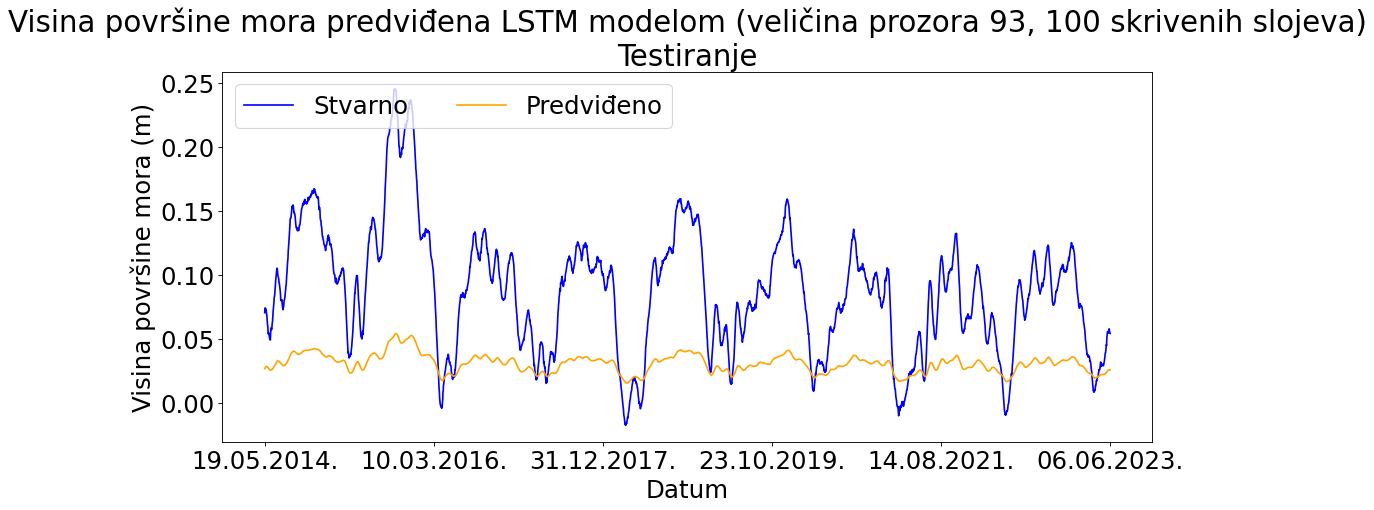 Visina površine mora predviđena LSTM modelom (veličina prozora 93, 100 skrivenih slojeva)
Testiranje
Stvarno
Predviđeno
Visina površine mora (m)
0.25
0.20
0.15
0.10
0.05
0.00
19.05.2014.
10.03.2016.
31.12.2017.
23.10.2019.
14.08.2021.
06.06.2023.
Datum